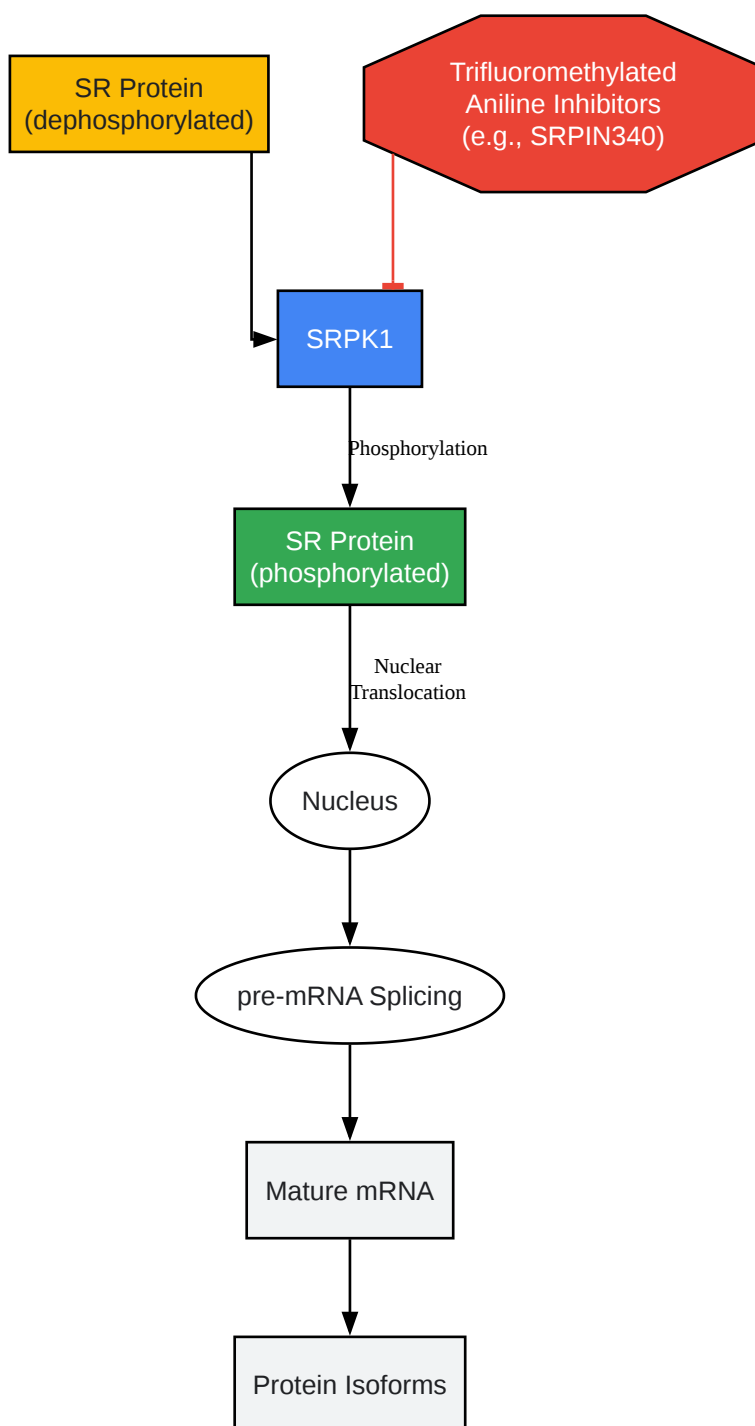 SR Protein
(dephosphorylated)
Trifluoromethylated
Aniline Inhibitors
(e.g., SRPIN340)
SRPK1
Phosphorylation
SR Protein
(phosphorylated)
Nuclear
Translocation
Nucleus
pre-mRNA Splicing
Mature mRNA
Protein Isoforms